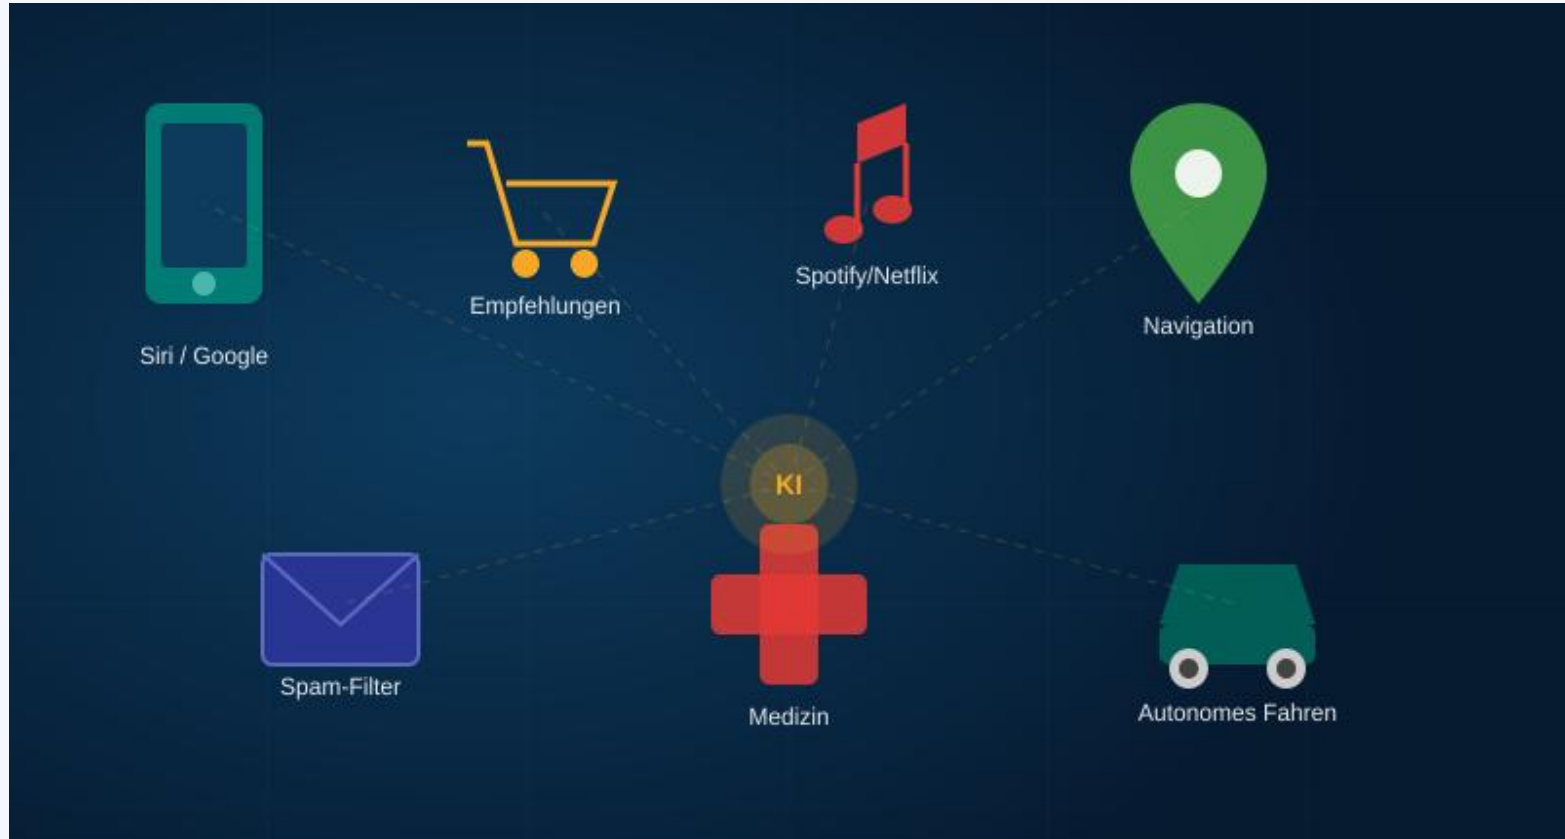 Siri / Google
Empfehlungen
Spotify/Netflix
Navigation
KI
Spam-Filter
Medizin
Autonomes Fahren